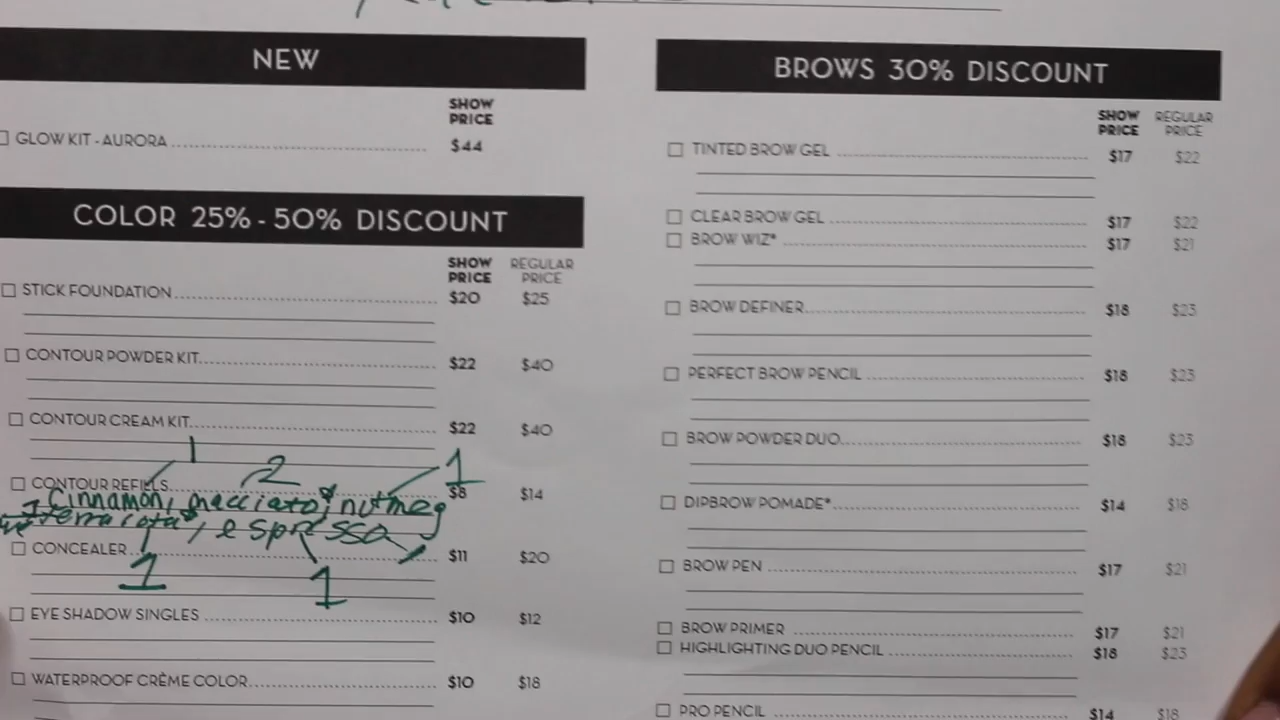 NEW
SHOW
PRICE
GLOW KIT - AURORA $44
COLOR 25% - 50% DISCOUNT
SHOW REGULAR
PRICE PRICE
STICK FOUNDATION $20 $25
CONTOUR POWDER KIT $22 $40
CONTOUR CREAM KIT $22 $40
1 2 1
CONTOUR REFILLS $8 $14
Cinnamon, macciato, nutmeg
terra cota, espresso
CONCEALER $11 $20
1 1
EYE SHADOW SINGLES $10 $12
WATERPROOF CRÈME COLOR $10 $18
BROWS 30% DISCOUNT
SHOW REGULAR
PRICE PRICE
TINTED BROW GEL $17 $22
CLEAR BROW GEL $17 $22
BROW WIZ* $17 $21
BROW DEFINER $18 $23
PERFECT BROW PENCIL $18 $23
BROW POWDER DUO $18 $23
DIPBROW POMADE* $14 $18
BROW PEN $17 $21
BROW PRIMER $17 $21
HIGHLIGHTING DUO PENCIL $18 $23
PRO PENCIL $14 $18